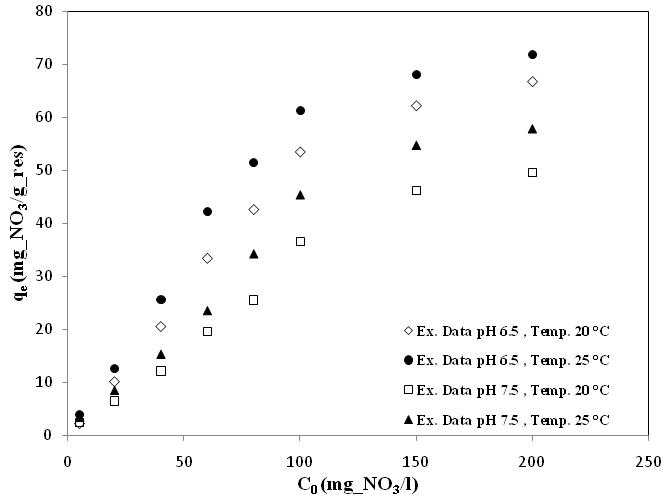 80
70
60
50
40
30
20
10
0
qe (mg_NO3/g_res)
◇ Ex. Data pH 6.5 , Temp. 20 °C
● Ex. Data pH 6.5 , Temp. 25 °C
□ Ex. Data pH 7.5 , Temp. 20 °C
▲ Ex. Data pH 7.5 , Temp. 25 °C
0 50 100 150 200 250
C0 (mg_NO3/l)